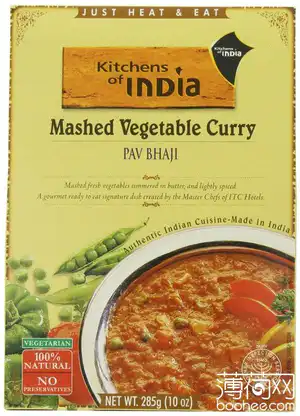 JUST HEAT & EAT
Kitchens
of INDIA
Kitchens
of INDIA
Mashed Vegetable Curry
PAV BHAJI
Mashed fresh vegetables simmered in butter, and lightly spiced
A gourmet ready to eat signature dish created by the Master Chefs of ITC Hotels.
Authentic Indian Cuisine-Made in India
VEGETARIAN
100%
NATURAL
NO
PRESERVATIVES
NET WT. 285g (10 oz)
薄荷网
boohee.com